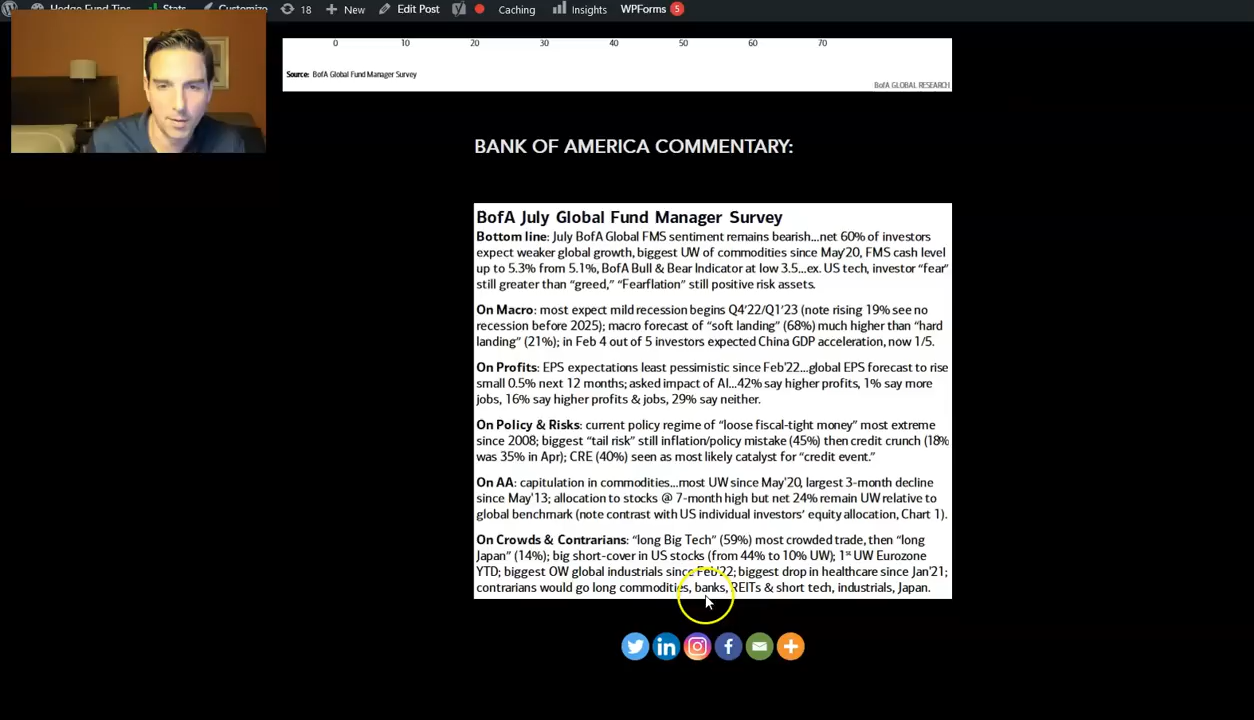 Hedge Fund Tips Stats Customize 18 New Edit Post Caching Insights WPForms 5
0 10 20 30 40 50 60 70
Source: BofA Global Fund Manager Survey
BofA GLOBAL RESEARCH
BANK OF AMERICA COMMENTARY:
BofA July Global Fund Manager Survey
Bottom line: July BofA Global FMS sentiment remains bearish...net 60% of investors
expect weaker global growth, biggest UW of commodities since May'20, FMS cash level
up to 5.3% from 5.1%, BofA Bull & Bear Indicator at low 3.5...ex. US tech, investor "fear"
still greater than "greed," "Fearflation" still positive risk assets.
On Macro: most expect mild recession begins Q4'22/Q1'23 (note rising 19% see no
recession before 2025); macro forecast of "soft landing" (68%) much higher than "hard
landing" (21%); in Feb 4 out of 5 investors expected China GDP acceleration, now 1/5.
On Profits: EPS expectations least pessimistic since Feb'22...global EPS forecast to rise
small 0.5% next 12 months; asked impact of AI...42% say higher profits, 1% say more
jobs, 16% say higher profits & jobs, 29% say neither.
On Policy & Risks: current policy regime of "loose fiscal-tight money" most extreme
since 2008; biggest "tail risk" still inflation/policy mistake (45%) then credit crunch (18%
was 35% in Apr); CRE (40%) seen as most likely catalyst for "credit event."
On AA: capitulation in commodities...most UW since May'20, largest 3-month decline
since May'13; allocation to stocks @ 7-month high but net 24% remain UW relative to
global benchmark (note contrast with US individual investors' equity allocation, Chart 1).
On Crowds & Contrarians: "long Big Tech" (59%) most crowded trade, then "long
Japan" (14%); big short-cover in US stocks (from 44% to 10% UW); 1st UW Eurozone
YTD; biggest OW global industrials since Feb'22; biggest drop in healthcare since Jan'21;
contrarians would go long commodities, banks, REITs & short tech, industrials, Japan.